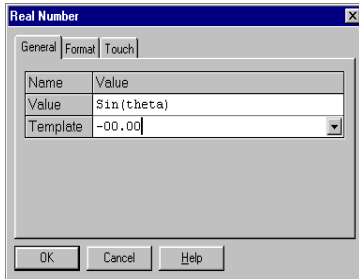 Real Number
General Format Touch
Name Value
Value Sin(theta)
Template -00.00
OK Cancel Help